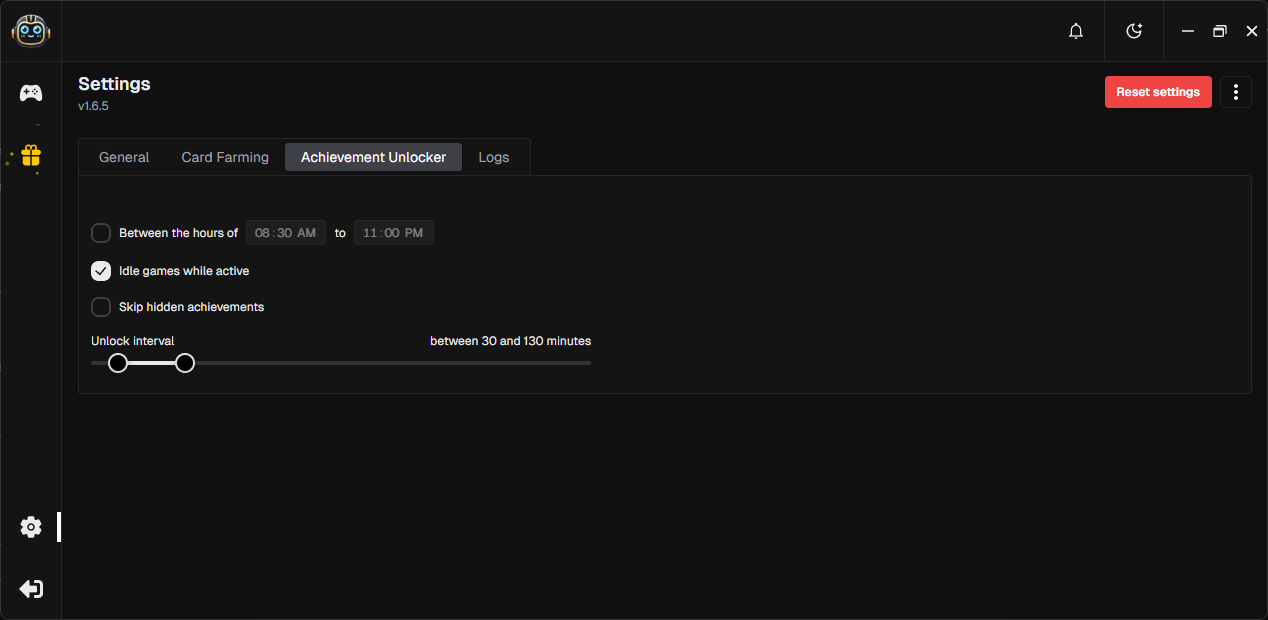 Settings
Reset settings
v1.6.5
General Card Farming Achievement Unlocker Logs
Between the hours of 08:30 AM to 11:00 PM
Idle games while active
Skip hidden achievements
Unlock interval between 30 and 130 minutes